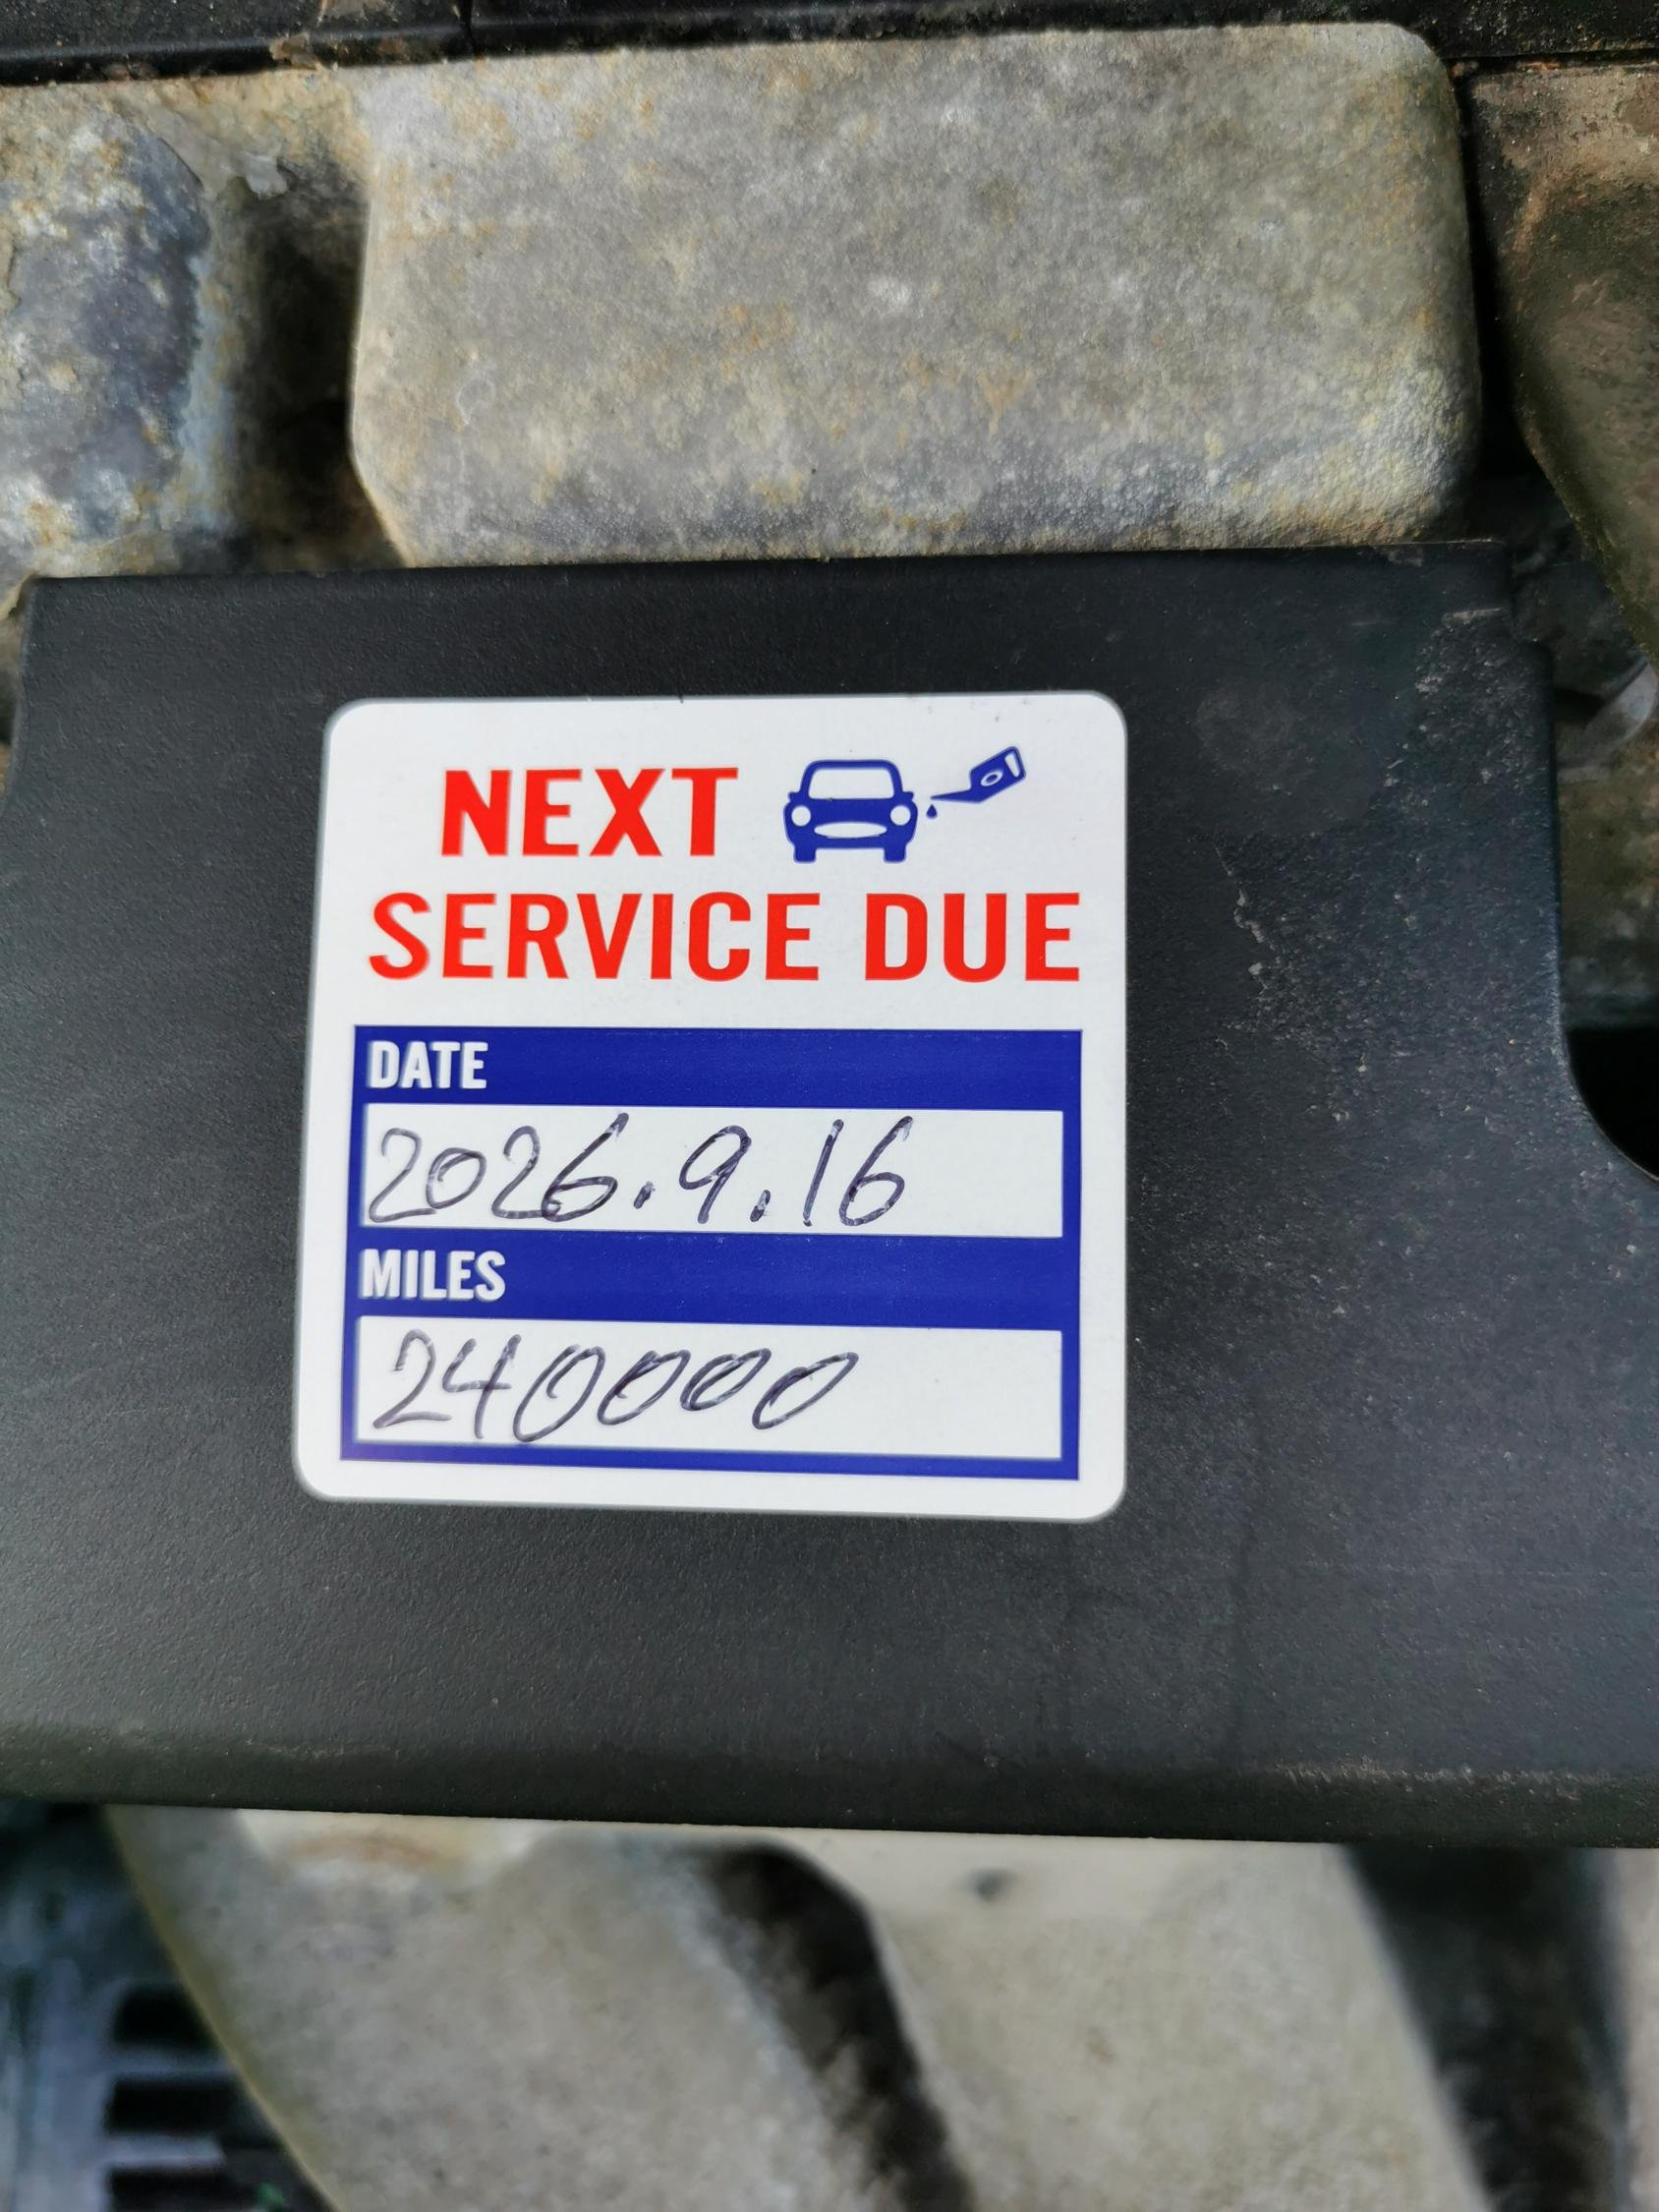 NEXT
SERVICE DUE
DATE
2026.9.16
MILES
240000